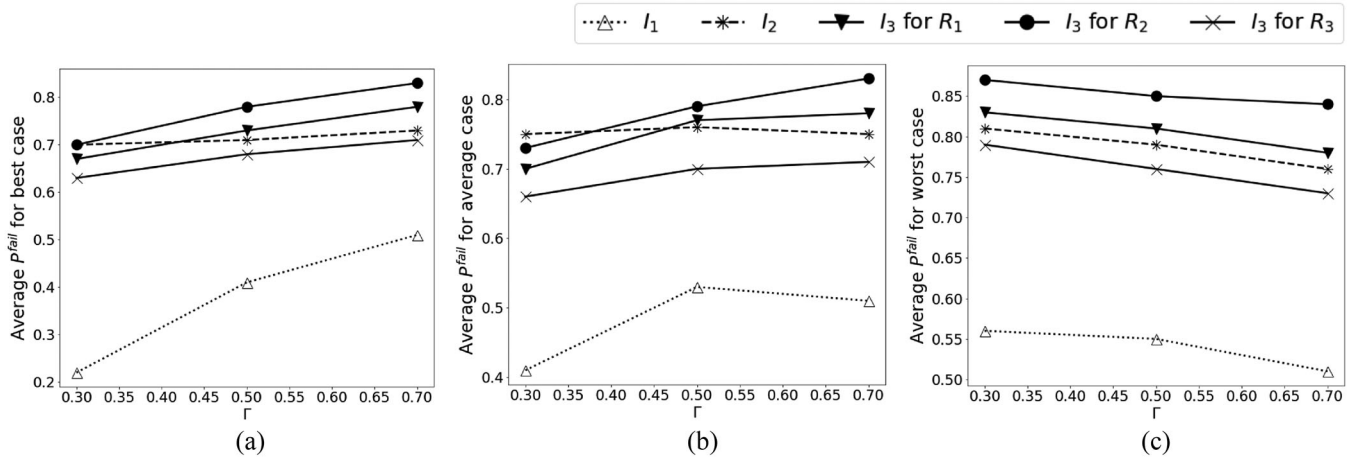 I1 I2 I3 for R1 I3 for R2 I3 for R3
Average P^fail for best case
0.8
0.7
0.6
0.5
0.4
0.3
0.2
0.30 0.35 0.40 0.45 0.50 0.55 0.60 0.65 0.70
Γ
(a)
Average P^fail for average case
0.8
0.7
0.6
0.5
0.4
0.30 0.35 0.40 0.45 0.50 0.55 0.60 0.65 0.70
Γ
(b)
Average P^fail for worst case
0.85
0.80
0.75
0.70
0.65
0.60
0.55
0.50
0.30 0.35 0.40 0.45 0.50 0.55 0.60 0.65 0.70
Γ
(c)